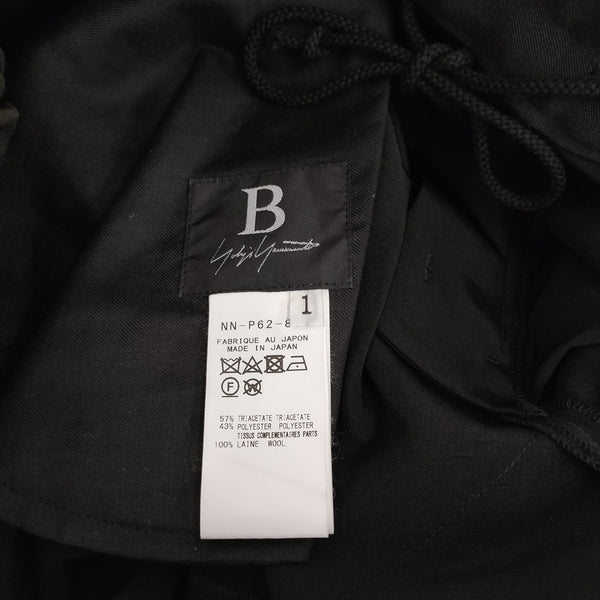 B
Yohji Yamamoto
1
NN-P62-8
FABRIQUE AU JAPON
MADE IN JAPAN
F W
57% TRIACETATE TRIACETATE
43% POLYESTER POLYESTER
TISSUS COMPLEMENTAIRES PARTS
100% LAINE WOOL